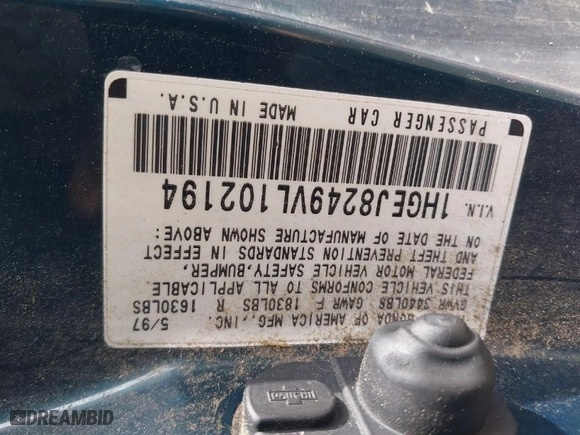 HONDA OF AMERICA MFG., INC. 5/97
GVWR 3440LBS GAWR F 1830LBS R 1630LBS
THIS VEHICLE CONFORMS TO ALL APPLICABLE
FEDERAL MOTOR VEHICLE SAFETY, BUMPER,
AND THEFT PREVENTION STANDARDS IN EFFECT
ON THE DATE OF MANUFACTURE SHOWN ABOVE:
V.I.N. 1HGEJ8249VL102194
PASSENGER CAR MADE IN U.S.A.
DREAMBID